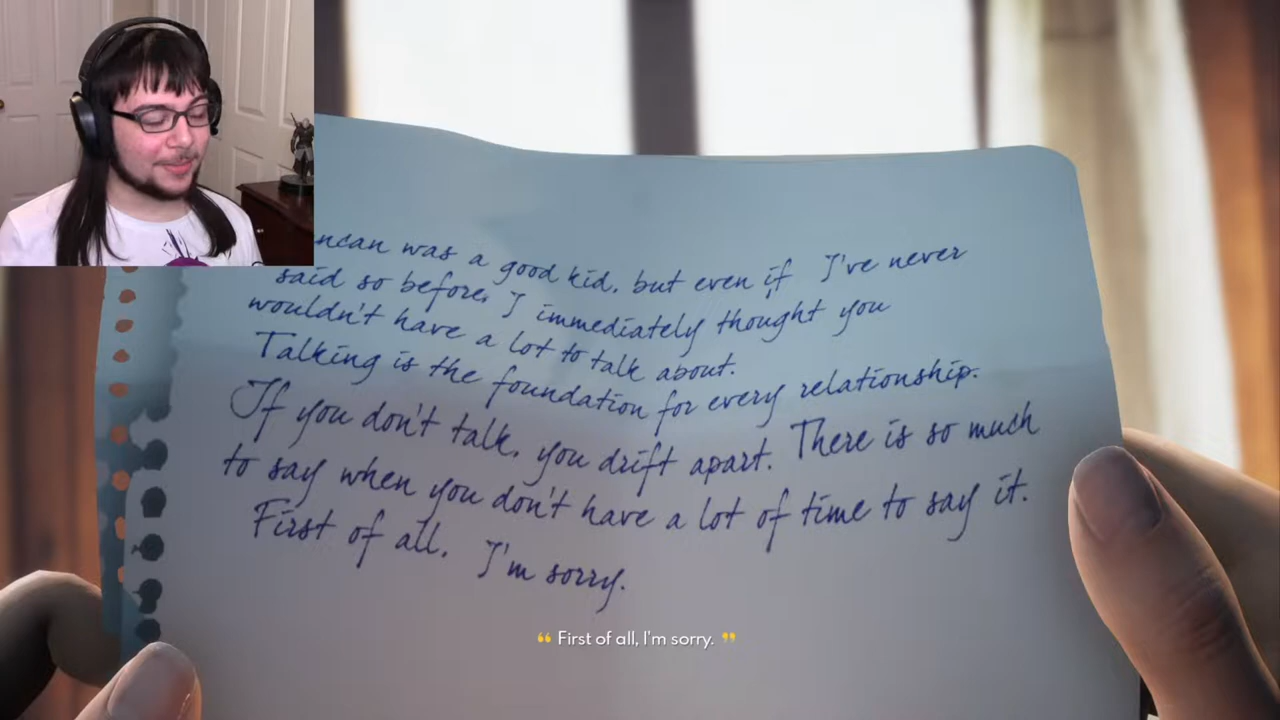 was a good kid. but even if I've never
said so before. I immediately thought you
wouldn't have a lot to talk about.
Talking is the foundation for every relationship.
If you don't talk. you drift apart. There is so much
to say when you don't have a lot of time to say it.
First of all. I'm sorry.
“ First of all, I'm sorry. ”